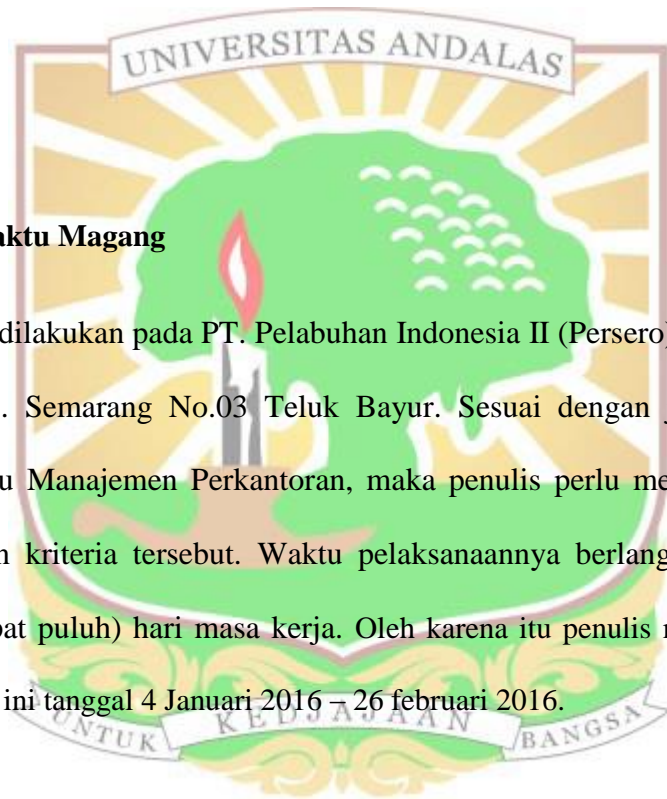 UNIVERSITAS ANDALAS
aktu Magang
dilakukan pada PT. Pelabuhan Indonesia II (Persero)
. Semarang No.03 Teluk Bayur. Sesuai dengan
u Manajemen Perkantoran, maka penulis perlu me
n kriteria tersebut. Waktu pelaksanaannya berlang
pat puluh) hari masa kerja. Oleh karena itu penulis
ini tanggal 4 Januari 2016 – 26 februari 2016.
UNTUK KEDJAJAAN BANGSA